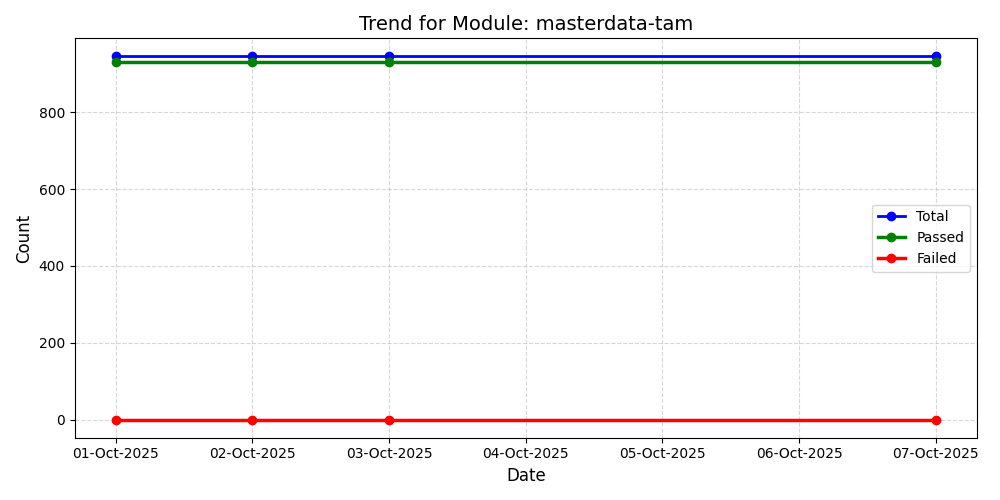 Trend for Module: masterdata-tam
800
600
400
200
0
Count
Total
Passed
Failed
01-Oct-2025
02-Oct-2025
03-Oct-2025
04-Oct-2025
05-Oct-2025
06-Oct-2025
07-Oct-2025
Date